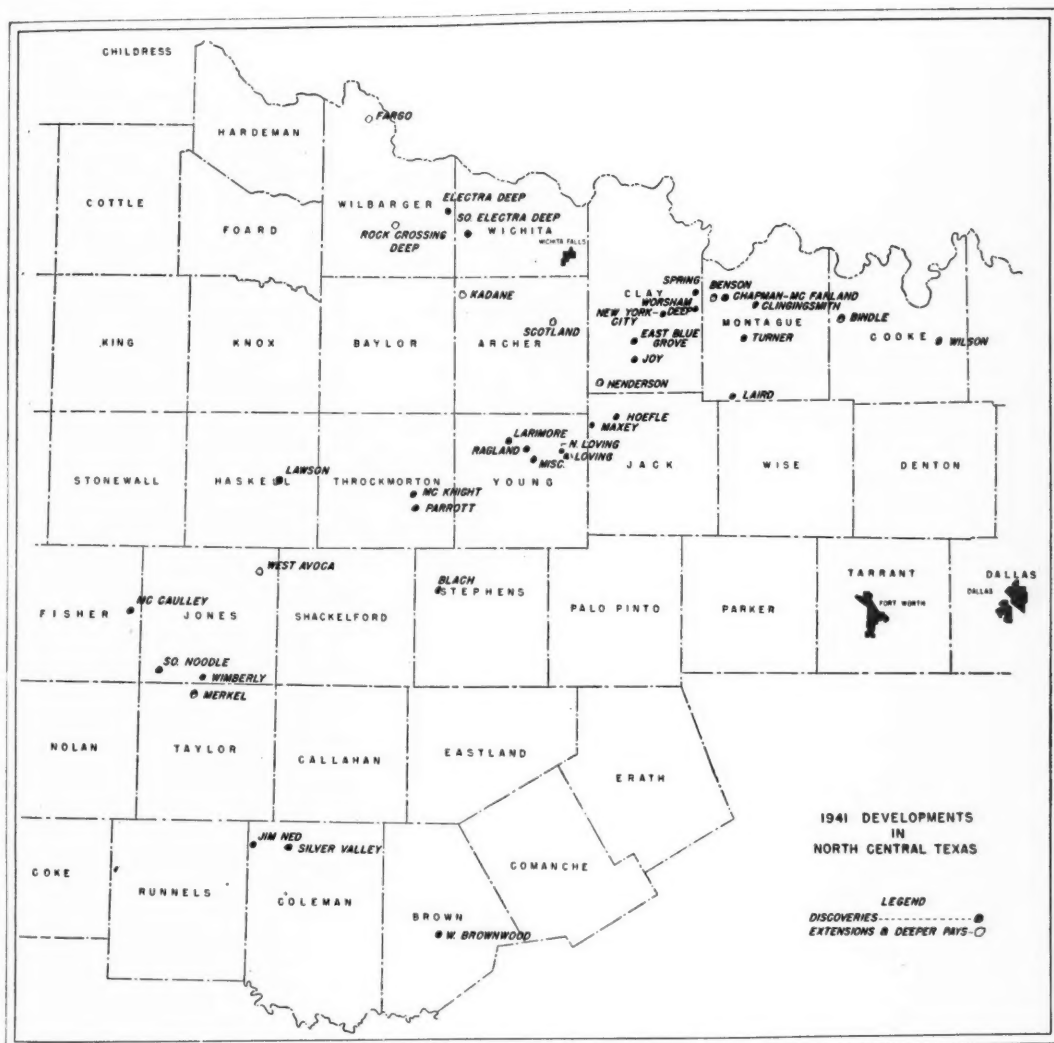 CHILDRESS
HARDEMAN
FARGO
COTTLE
FOARD
WILBARGER
ELECTRA DEEP
SO. ELECTRA DEEP
ROCK CROSSING
DEEP
WICHITA
WICHITA FALLS
KING
KNOX
BAYLOR
KADANE
SCOTLAND
ARCHER
SPRING
CLAY
WORSHAM
DEEP
NEW YORK-
CITY
EAST BLUE
GROVE
JOY
HENDERSON
BENSON
CHAPMAN-MC FARLAND
CLINGINGSMITH
MONTAGUE
TURNER
LAIRD
BINDLE
COOKE
WILSON
STONEWALL
LAWSON
HASKELL
THROCKMORTON
MC KNIGHT
PARROTT
LARIMORE
RAGLAND
MISC.
N. LOVING
LOVING
YOUNG
HOEFLE
MAXEY
JACK
WISE
DENTON
WEST AVOCA
MC CAULLEY
FISHER
JONES
SHACKELFORD
BLACH
STEPHENS
PALO PINTO
PARKER
TARRANT
FORT WORTH
DALLAS
DALLAS
SO. NOODLE
WIMBERLY
MERKEL
NOLAN
TAYLOR
CALLAHAN
EASTLAND
ERATH
COMANCHE
JIM NED
SILVER VALLEY
COKE
RUNNELS
COLEMAN
BROWN
W. BROWNWOOD
1941 DEVELOPMENTS
IN
NORTH CENTRAL TEXAS
LEGEND
DISCOVERIES
EXTENSIONS & DEEPER PAYS